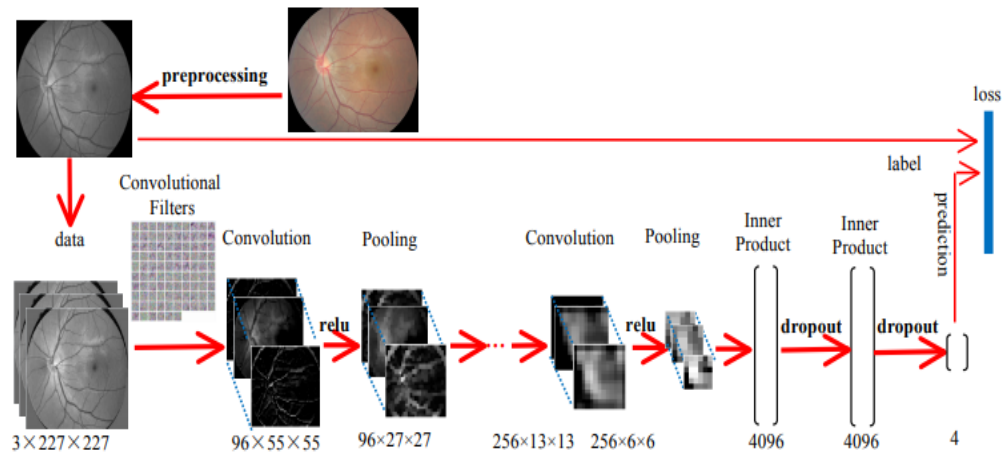 preprocessing
loss
label
Convolutional
Filters
data
Convolution
Pooling
Convolution
Pooling
Inner
Product
Inner
Product
prediction
relu
relu
dropout
dropout
3×227×227
96×55×55
96×27×27
256×13×13
256×6×6
4096
4096
4